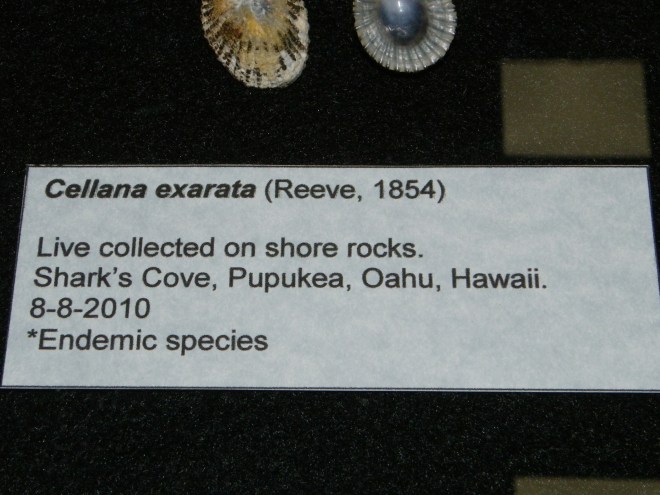 Cellana exarata (Reeve, 1854)
Live collected on shore rocks.
Shark's Cove, Pupukea, Oahu, Hawaii.
8-8-2010
*Endemic species